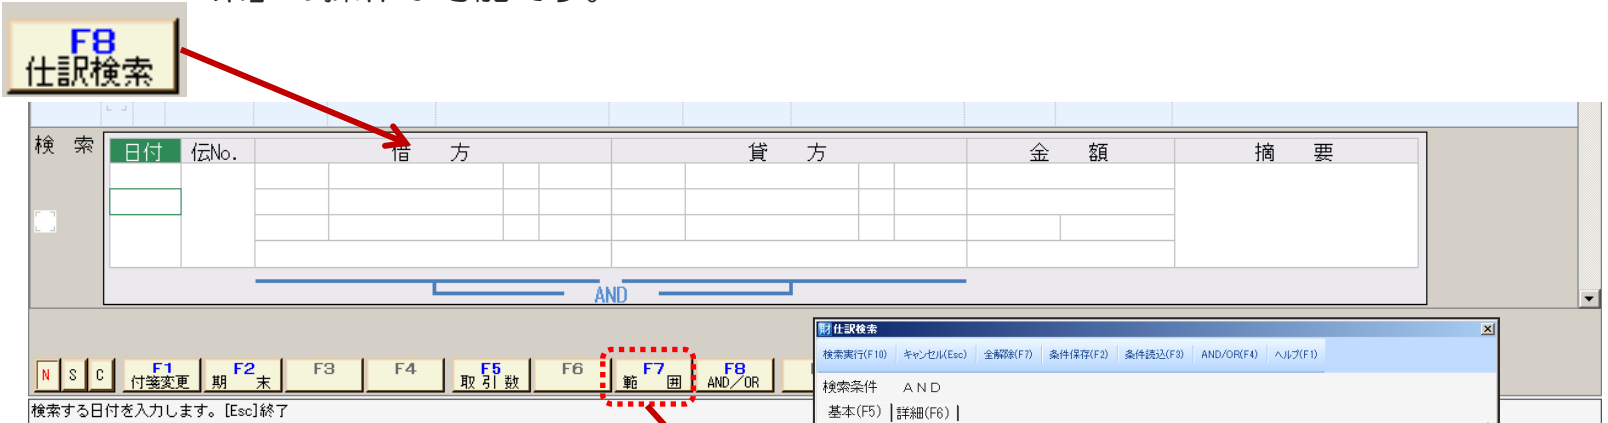 です。
F8
仕訳検索
検 索
日付 伝No. 借 方 貸 方 金 額 摘 要
AND
N S C F1 付箋変更 F2 期 末 F3 F4 F5 取引数 F6 F7 範 囲 F8 AND/OR
検索する日付を入力します。[Esc]終了
財 仕訳検索
検索実行(F10) キャンセル(Esc) 全解除(F7) 条件保存(F2) 条件読込(F3) AND/OR(F4) ヘルプ(F1)
検索条件 AND
基本(F5) 詳細(F6)